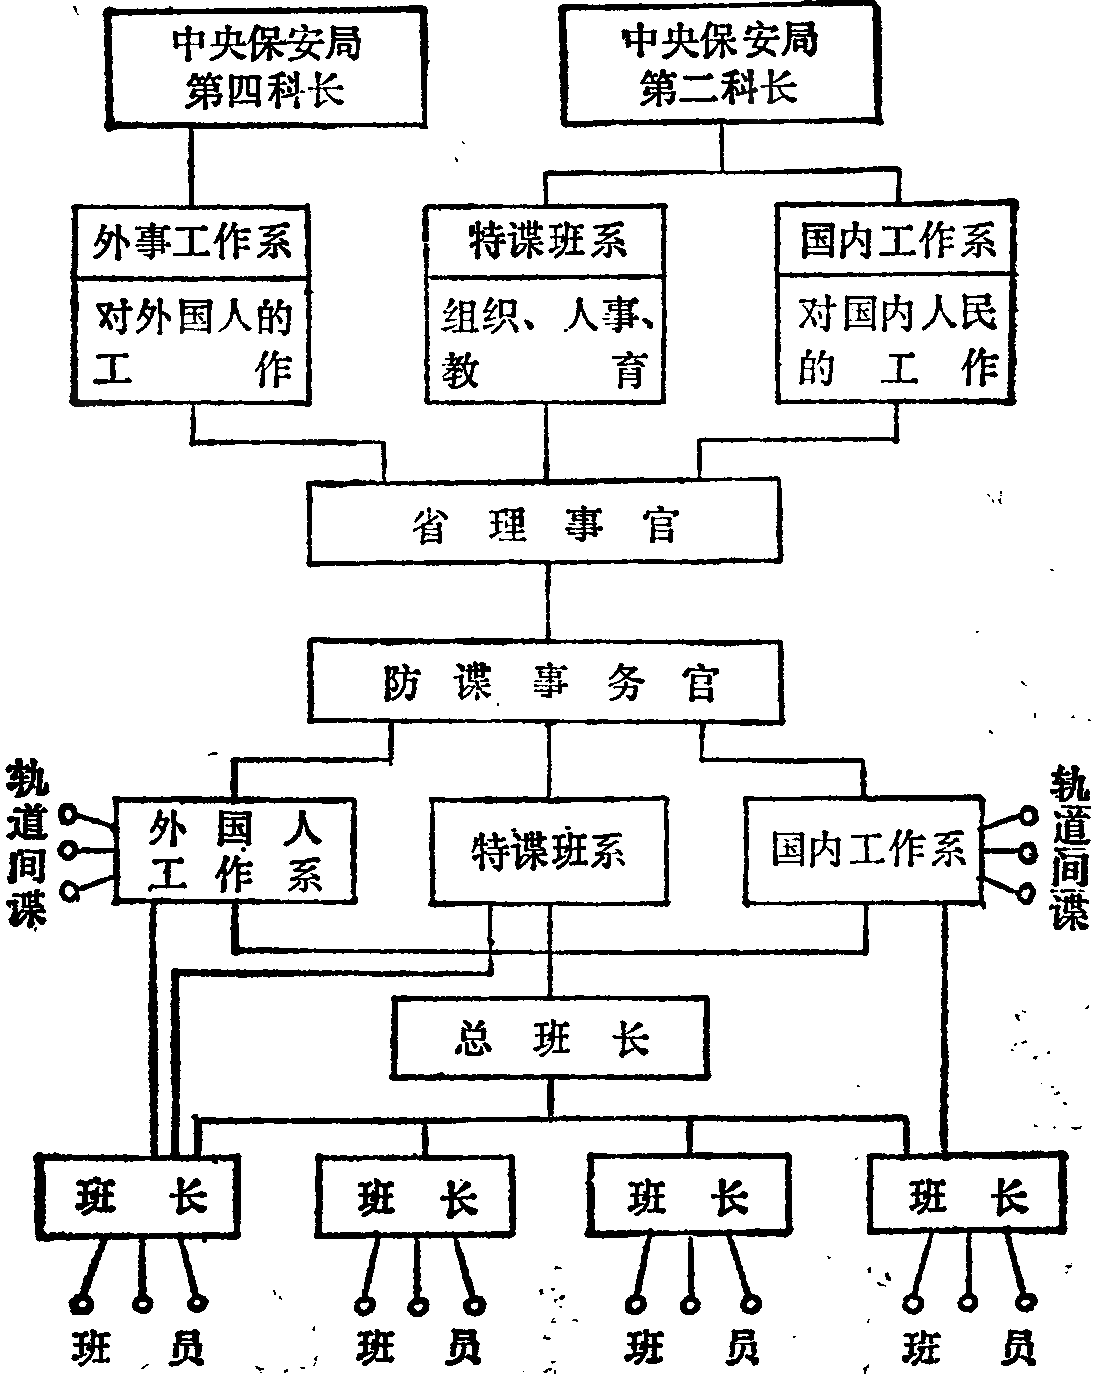 中央保安局
第四科长
中央保安局
第二科长
外事工作系
对外国人的
工作
特谍班系
组织、人事、
教育
国内工作系
对国内人民
的工作
省理事官
防谍事务官
轨道间谍
外国人
工作系
特谍班系
国内工作系
轨道间谍
总班长
班长
班长
班长
班长
班员
班员
班员
班员